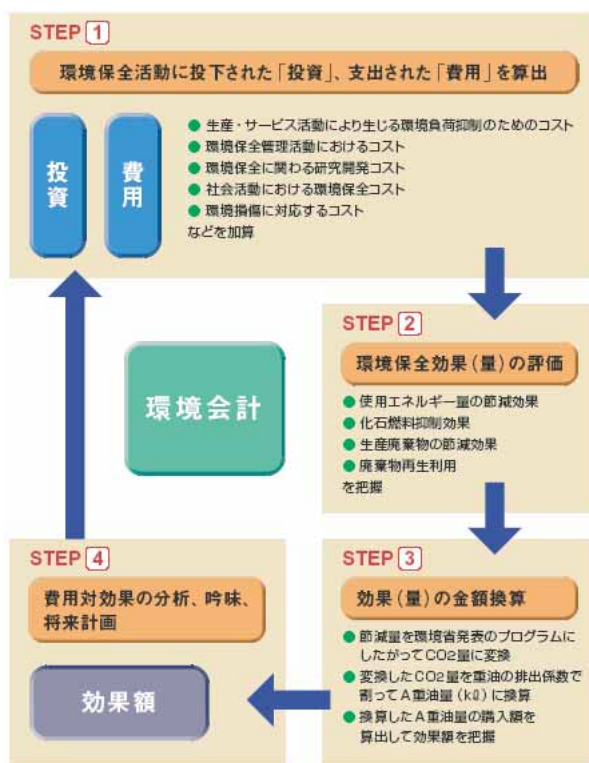 STEP 1
環境保全活動に投下された「投資」、支出された「費用」を算出
投資
費用
● 生産・サービス活動により生じる環境負荷抑制のためのコスト
● 環境保全管理活動におけるコスト
● 環境保全に関わる研究開発コスト
● 社会活動における環境保全コスト
● 環境損傷に対応するコスト
などを加算
STEP 2
環境保全効果(量)の評価
● 使用エネルギー量の節減効果
● 化石燃料抑制効果
● 生産廃棄物の節減効果
● 廃棄物再生利用
を把握
環境会計
STEP 3
効果(量)の金額換算
● 節減量を環境省発表のプログラムに
したがってCO2量に変換
● 変換したCO2量を重油の排出係数で
割ってA重油量(kℓ)に換算
● 換算したA重油量の購入額を
算出して効果額を把握
STEP 4
費用対効果の分析、吟味、
将来計画
効果額